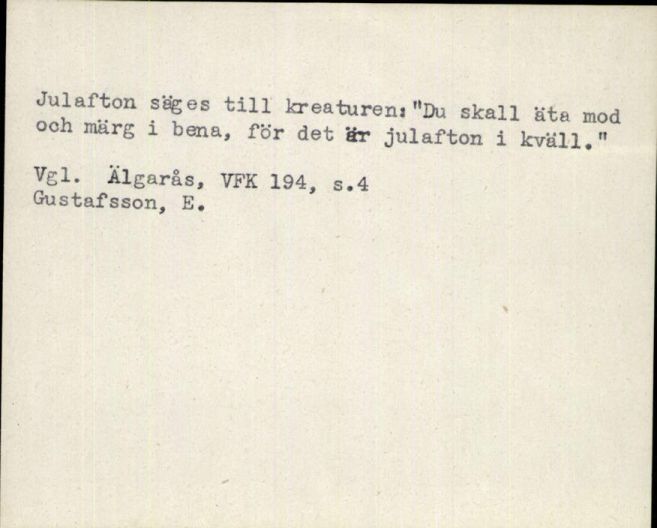 Julafton säges till kreaturen:"Du skall äta mod
och märg i bena, för det är julafton i kväll."
Vgl. Älgarås, VFK 194, s.4
Gustafsson, E.